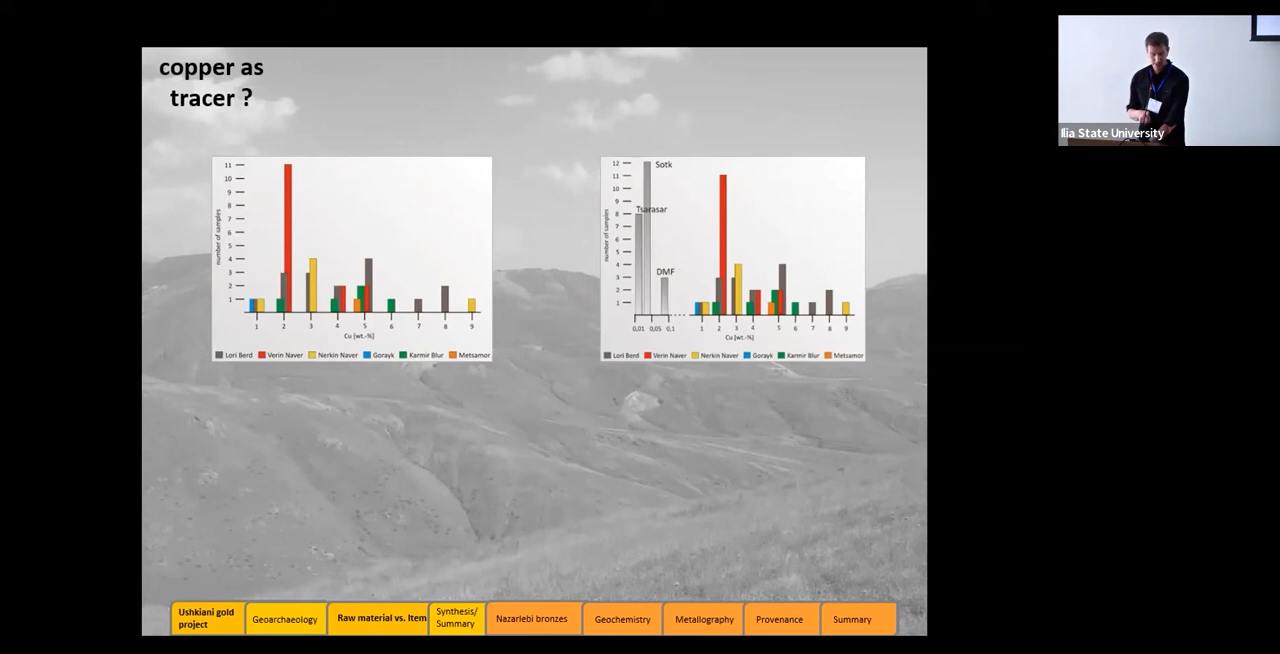 copper as
tracer ?
11
10
9
8
7
6
5
4
3
2
1
number of samples
1 2 3 4 5 6 7 8 9
Cu [wt.-%]
Lori Berd Verin Naver Nerkin Naver Gorayk Karmir Blur Metsamor
12
11
10
9
8
7
6
5
4
3
2
1
number of samples
Sotk
Tsarasar
DMF
0,01 0,05 0,1 1 2 3 4 5 6 7 8 9
Cu [wt.-%]
Lori Berd Verin Naver Nerkin Naver Gorayk Karmir Blur Metsamor
Ushkiani gold
project
Geoarchaeology
Raw material vs. Item
Synthesis/
Summary
Nazarlebi bronzes
Geochemistry
Metallography
Provenance
Summary
Ilia State University